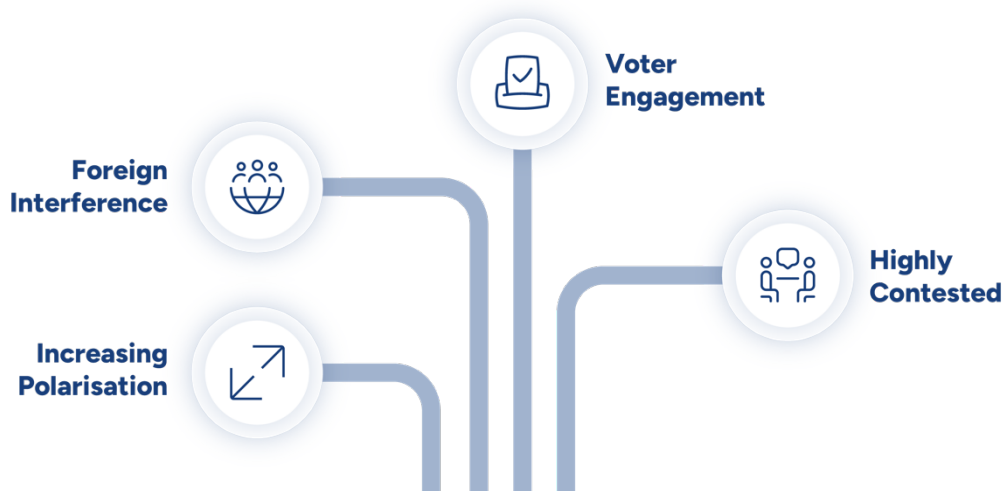 Voter
Engagement
Foreign
Interference
Highly
Contested
Increasing
Polarisation